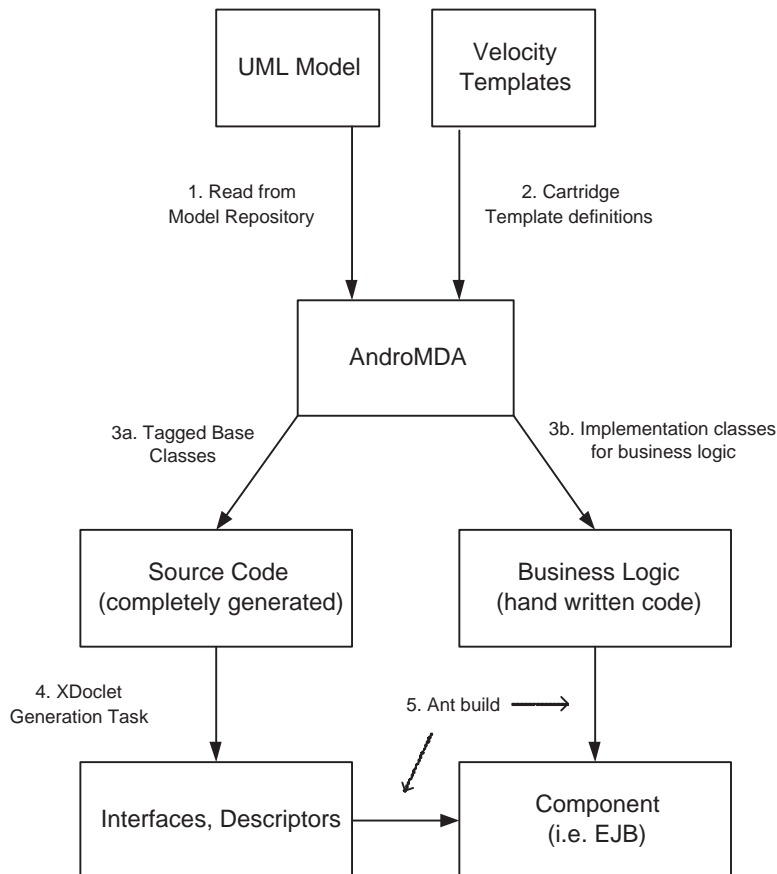 UML Model
Velocity
Templates
1. Read from
Model Repository
2. Cartridge
Template definitions
AndroMDA
3a. Tagged Base
Classes
3b. Implementation classes
for business logic
Source Code
(completely generated)
Business Logic
(hand written code)
4. XDoclet
Generation Task
5. Ant build
Interfaces, Descriptors
Component
(i.e. EJB)